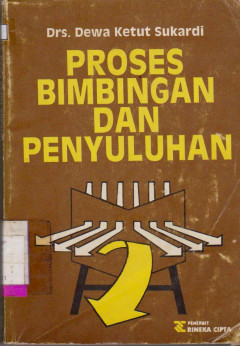 Drs. Dewa Ketut Sukardi
PROSES
BIMBINGAN
DAN
PENYULUHAN
PENERBIT
RINEKA CIPTA